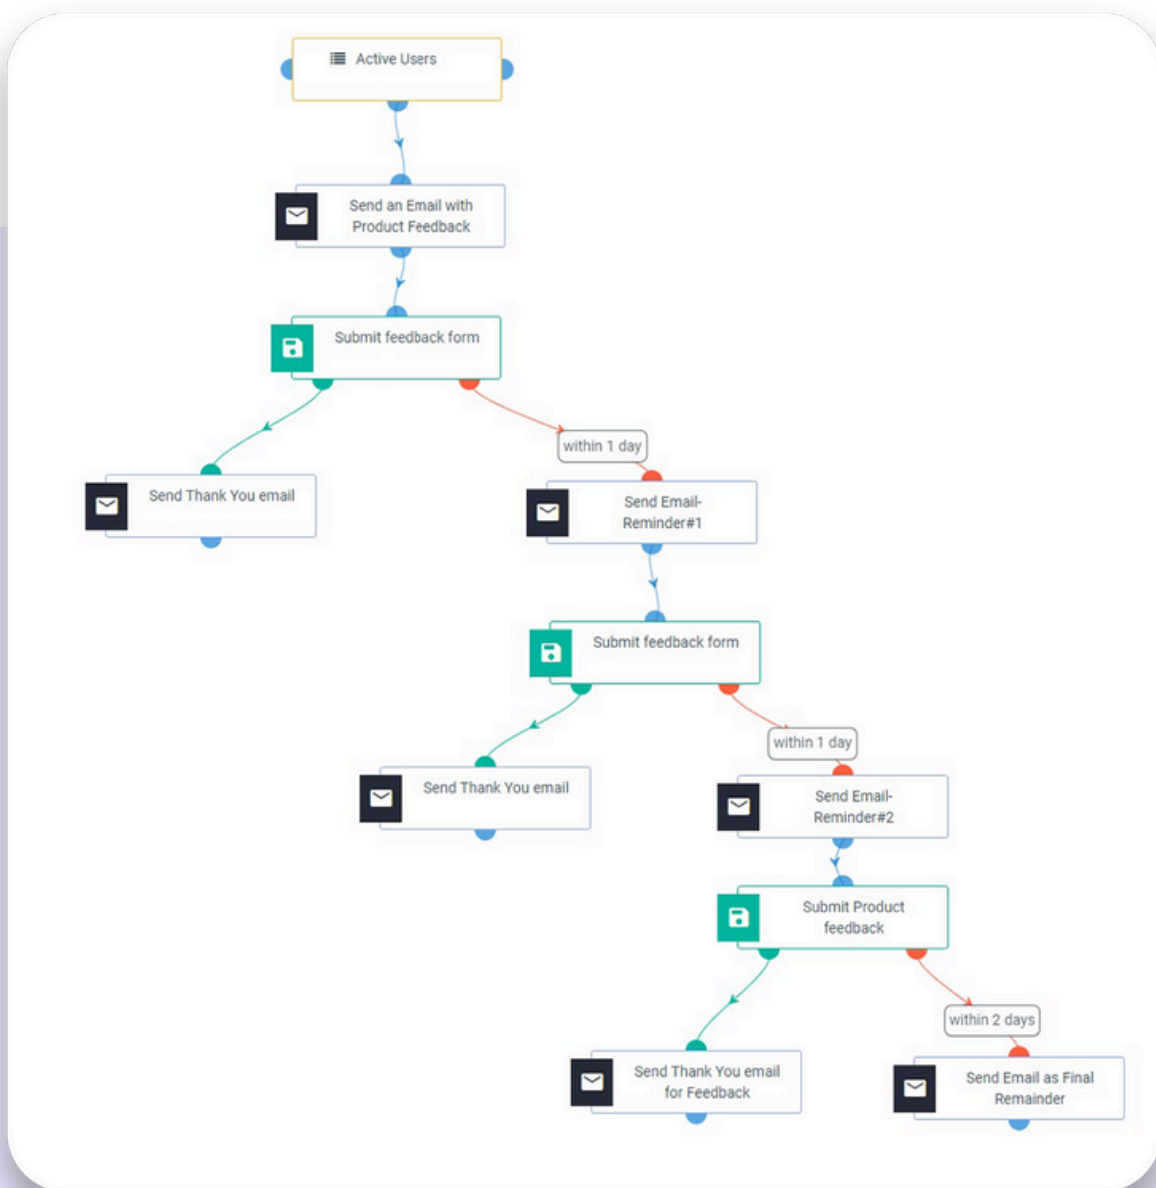 Active Users
Send an Email with
Product Feedback
Submit feedback form
within 1 day
Send Thank You email
Send Email-
Reminder#1
Submit feedback form
within 1 day
Send Thank You email
Send Email-
Reminder#2
Submit Product
feedback
within 2 days
Send Thank You email
for Feedback
Send Email as Final
Remainder